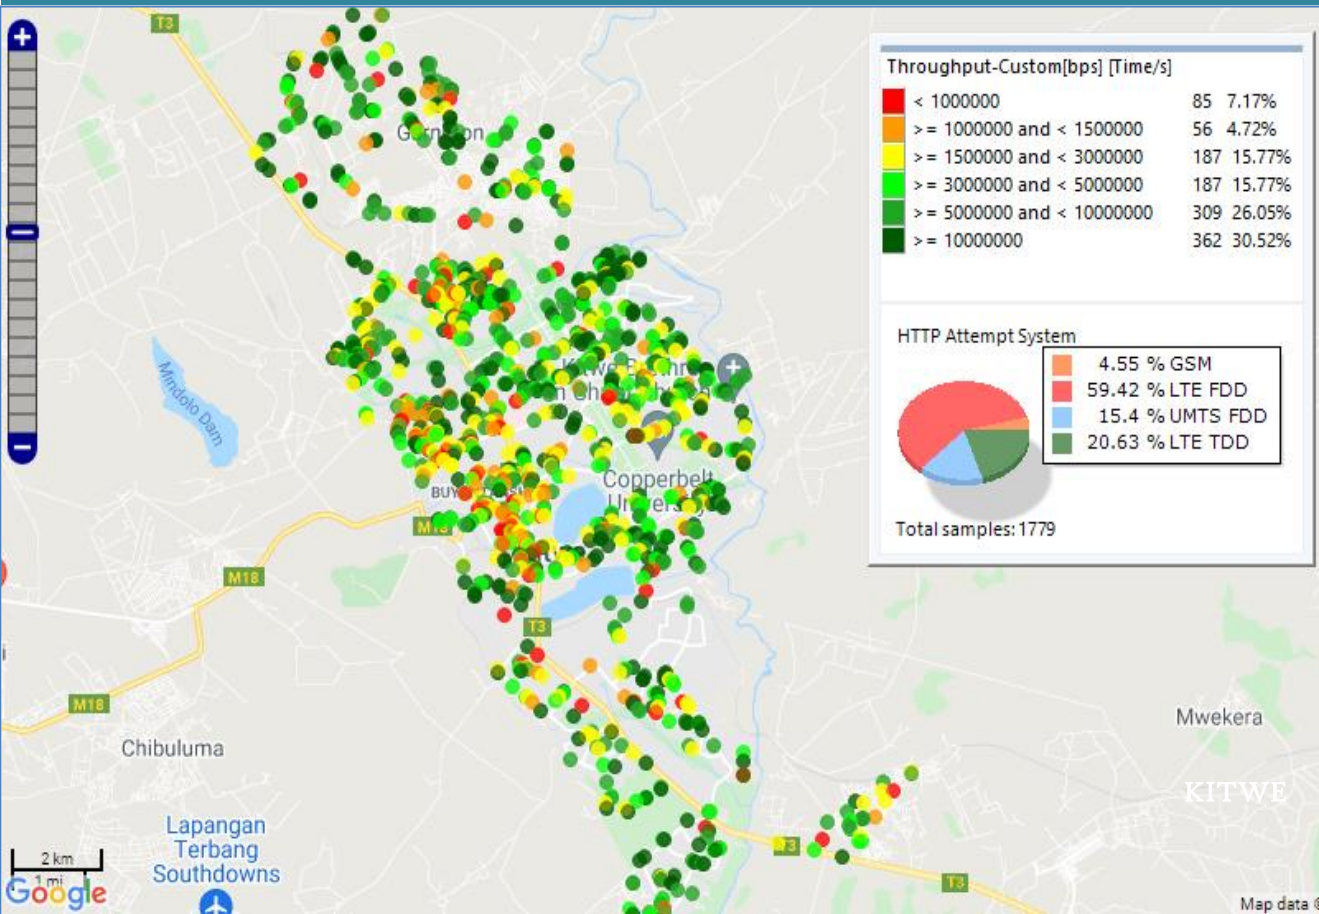 T3
Throughput-Custom[bps] [Time/s]
< 1000000 85 7.17%
>= 1000000 and < 1500000 56 4.72%
>= 1500000 and < 3000000 187 15.77%
>= 3000000 and < 5000000 187 15.77%
>= 5000000 and < 10000000 309 26.05%
>= 10000000 362 30.52%
HTTP Attempt System
4.55 % GSM
59.42 % LTE FDD
15.4 % UMTS FDD
20.63 % LTE TDD
Total samples: 1779
Mindolo Dam
Copperbelt
University
M18
T3
M18
Chibuluma
Mwekera
KITWE
Lapangan
Terbang
Southdowns
T3
T3
2 km
1 mi
Google
Map data ©